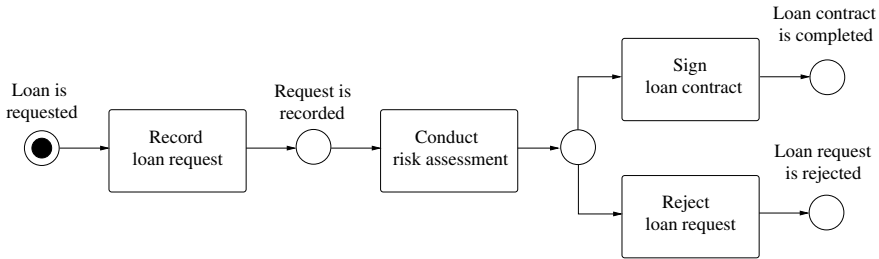 Loan is
requested
Record
loan request
Request is
recorded
Conduct
risk assessment
Sign
loan contract
Loan contract
is completed
Reject
loan request
Loan request
is rejected